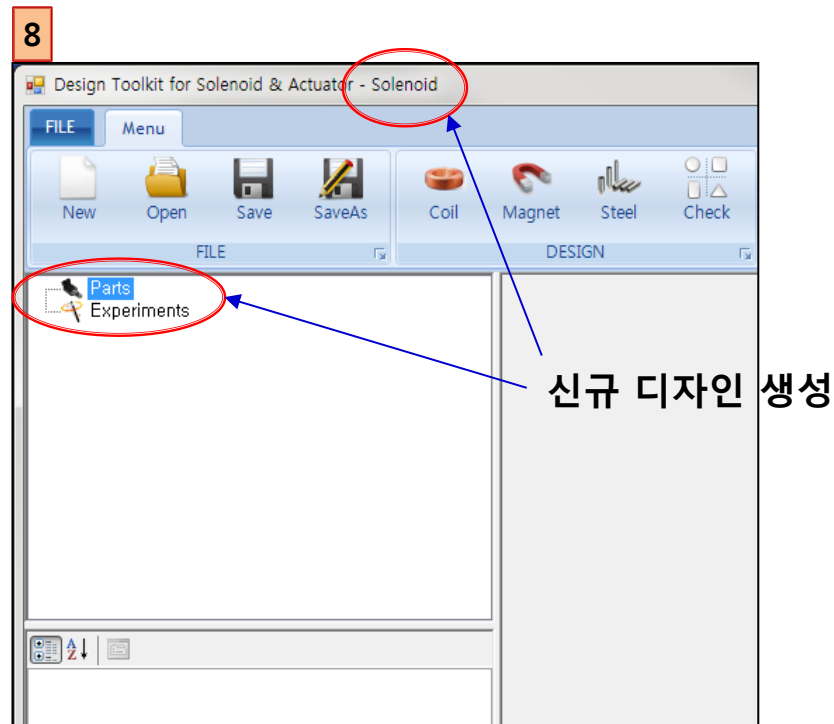 8
Design Toolkit for Solenoid & Actuator - Solenoid
FILE Menu
New Open Save SaveAs Coil Magnet Steel Check
FILE DESIGN
Parts
Experiments
신규 디자인 생성
A
Z